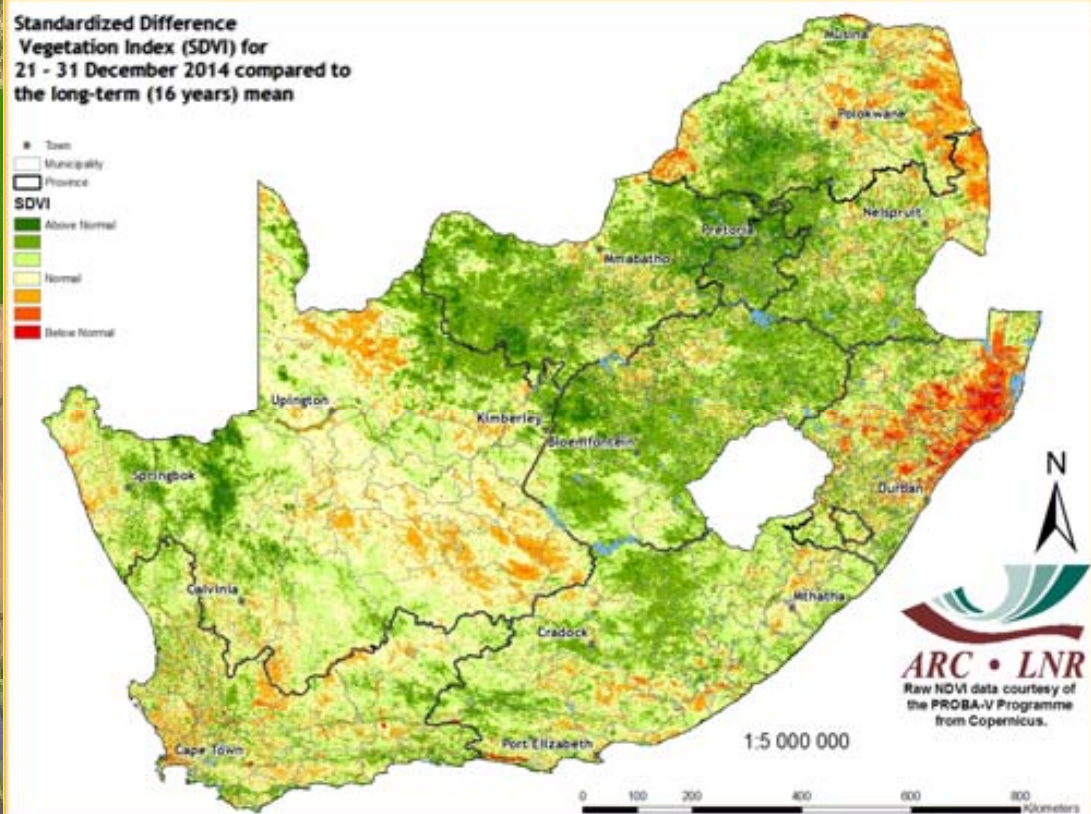 Standardized Difference
Vegetation Index (SDVI) for
21 - 31 December 2014 compared to
the long-term (16 years) mean
Town
Municipality
Province
SDVI
Above Normal
Normal
Below Normal
Musina
Polokwane
Nelspruit
Pretoria
Mmabatho
Upington
Kimberley
Bloemfontein
Springbok
Durban
Calvinia
Mthatha
Cradock
Cape Town
Port Elizabeth
N
ARC • LNR
Raw NDVI data courtesy of
the PROBA-V Programme
from Copernicus.
1:5 000 000
0 100 200 400 600 800
Kilometers